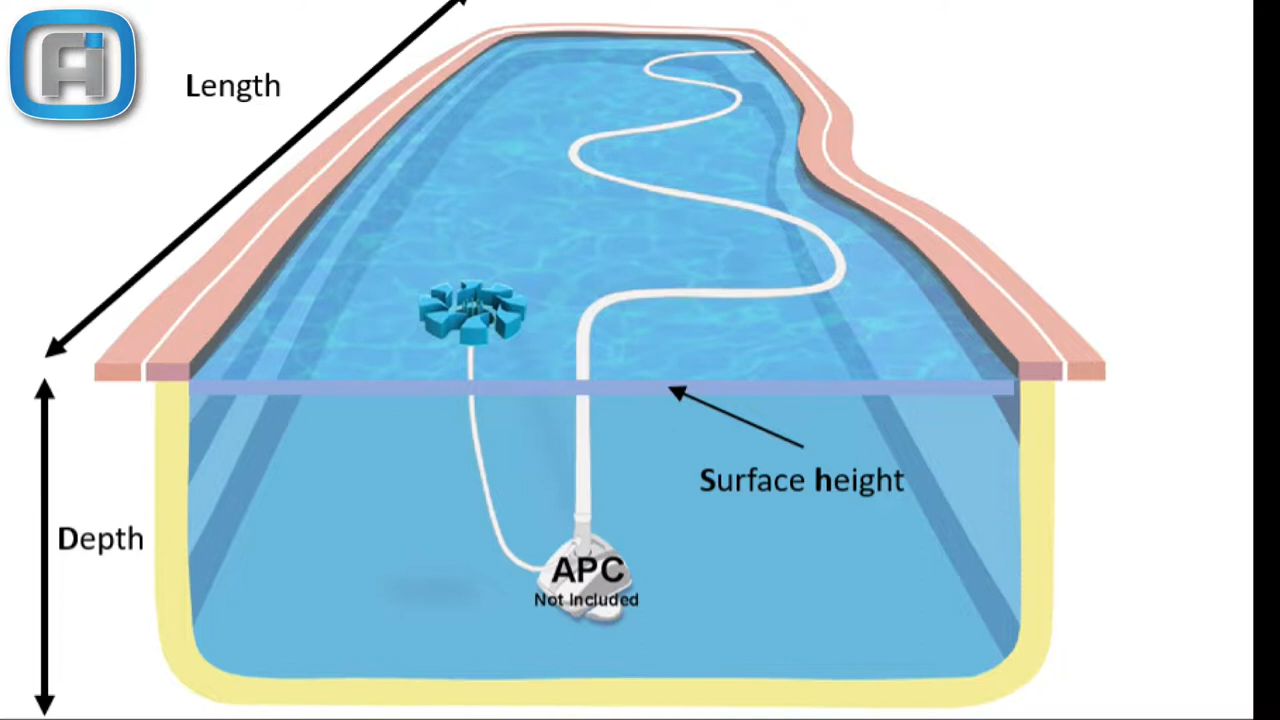 Length
Surface height
Depth
APC
Not Included